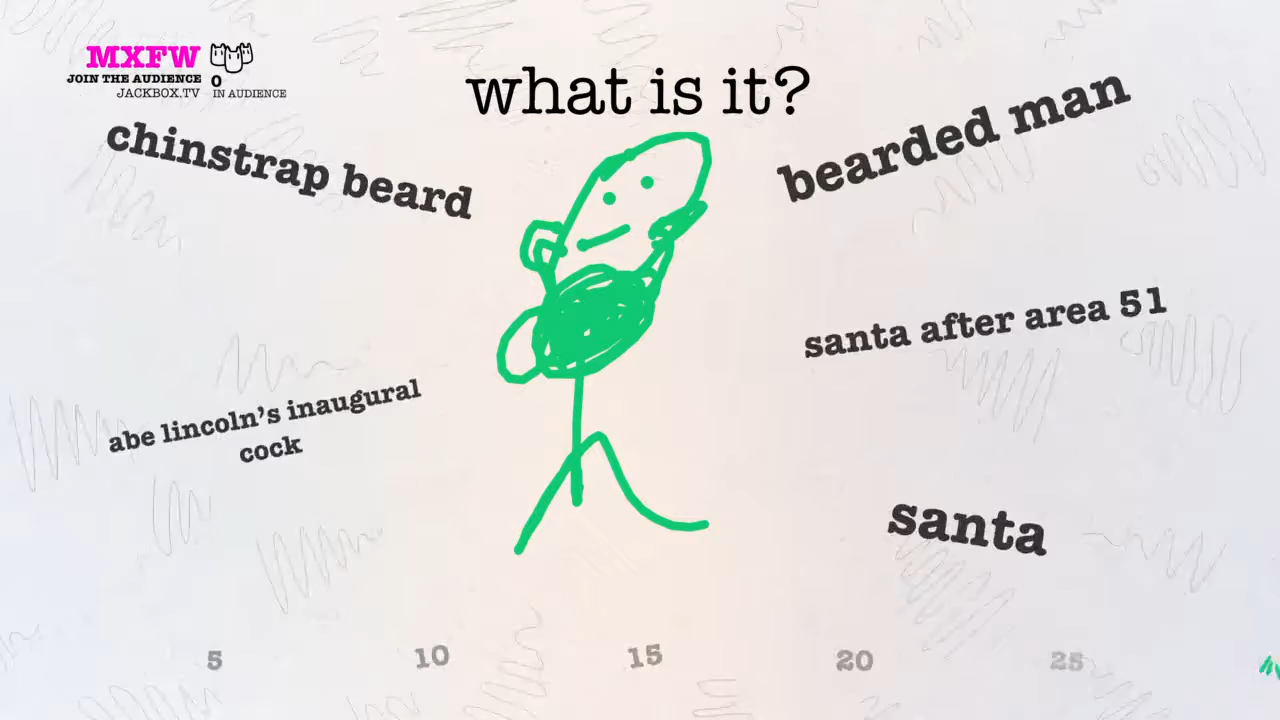 MXFW
JOIN THE AUDIENCE
JACKBOX.TV
0
IN AUDIENCE
what is it?
chinstrap beard
bearded man
santa after area 51
abe lincoln's inaugural
cock
santa
5
10
15
20
25